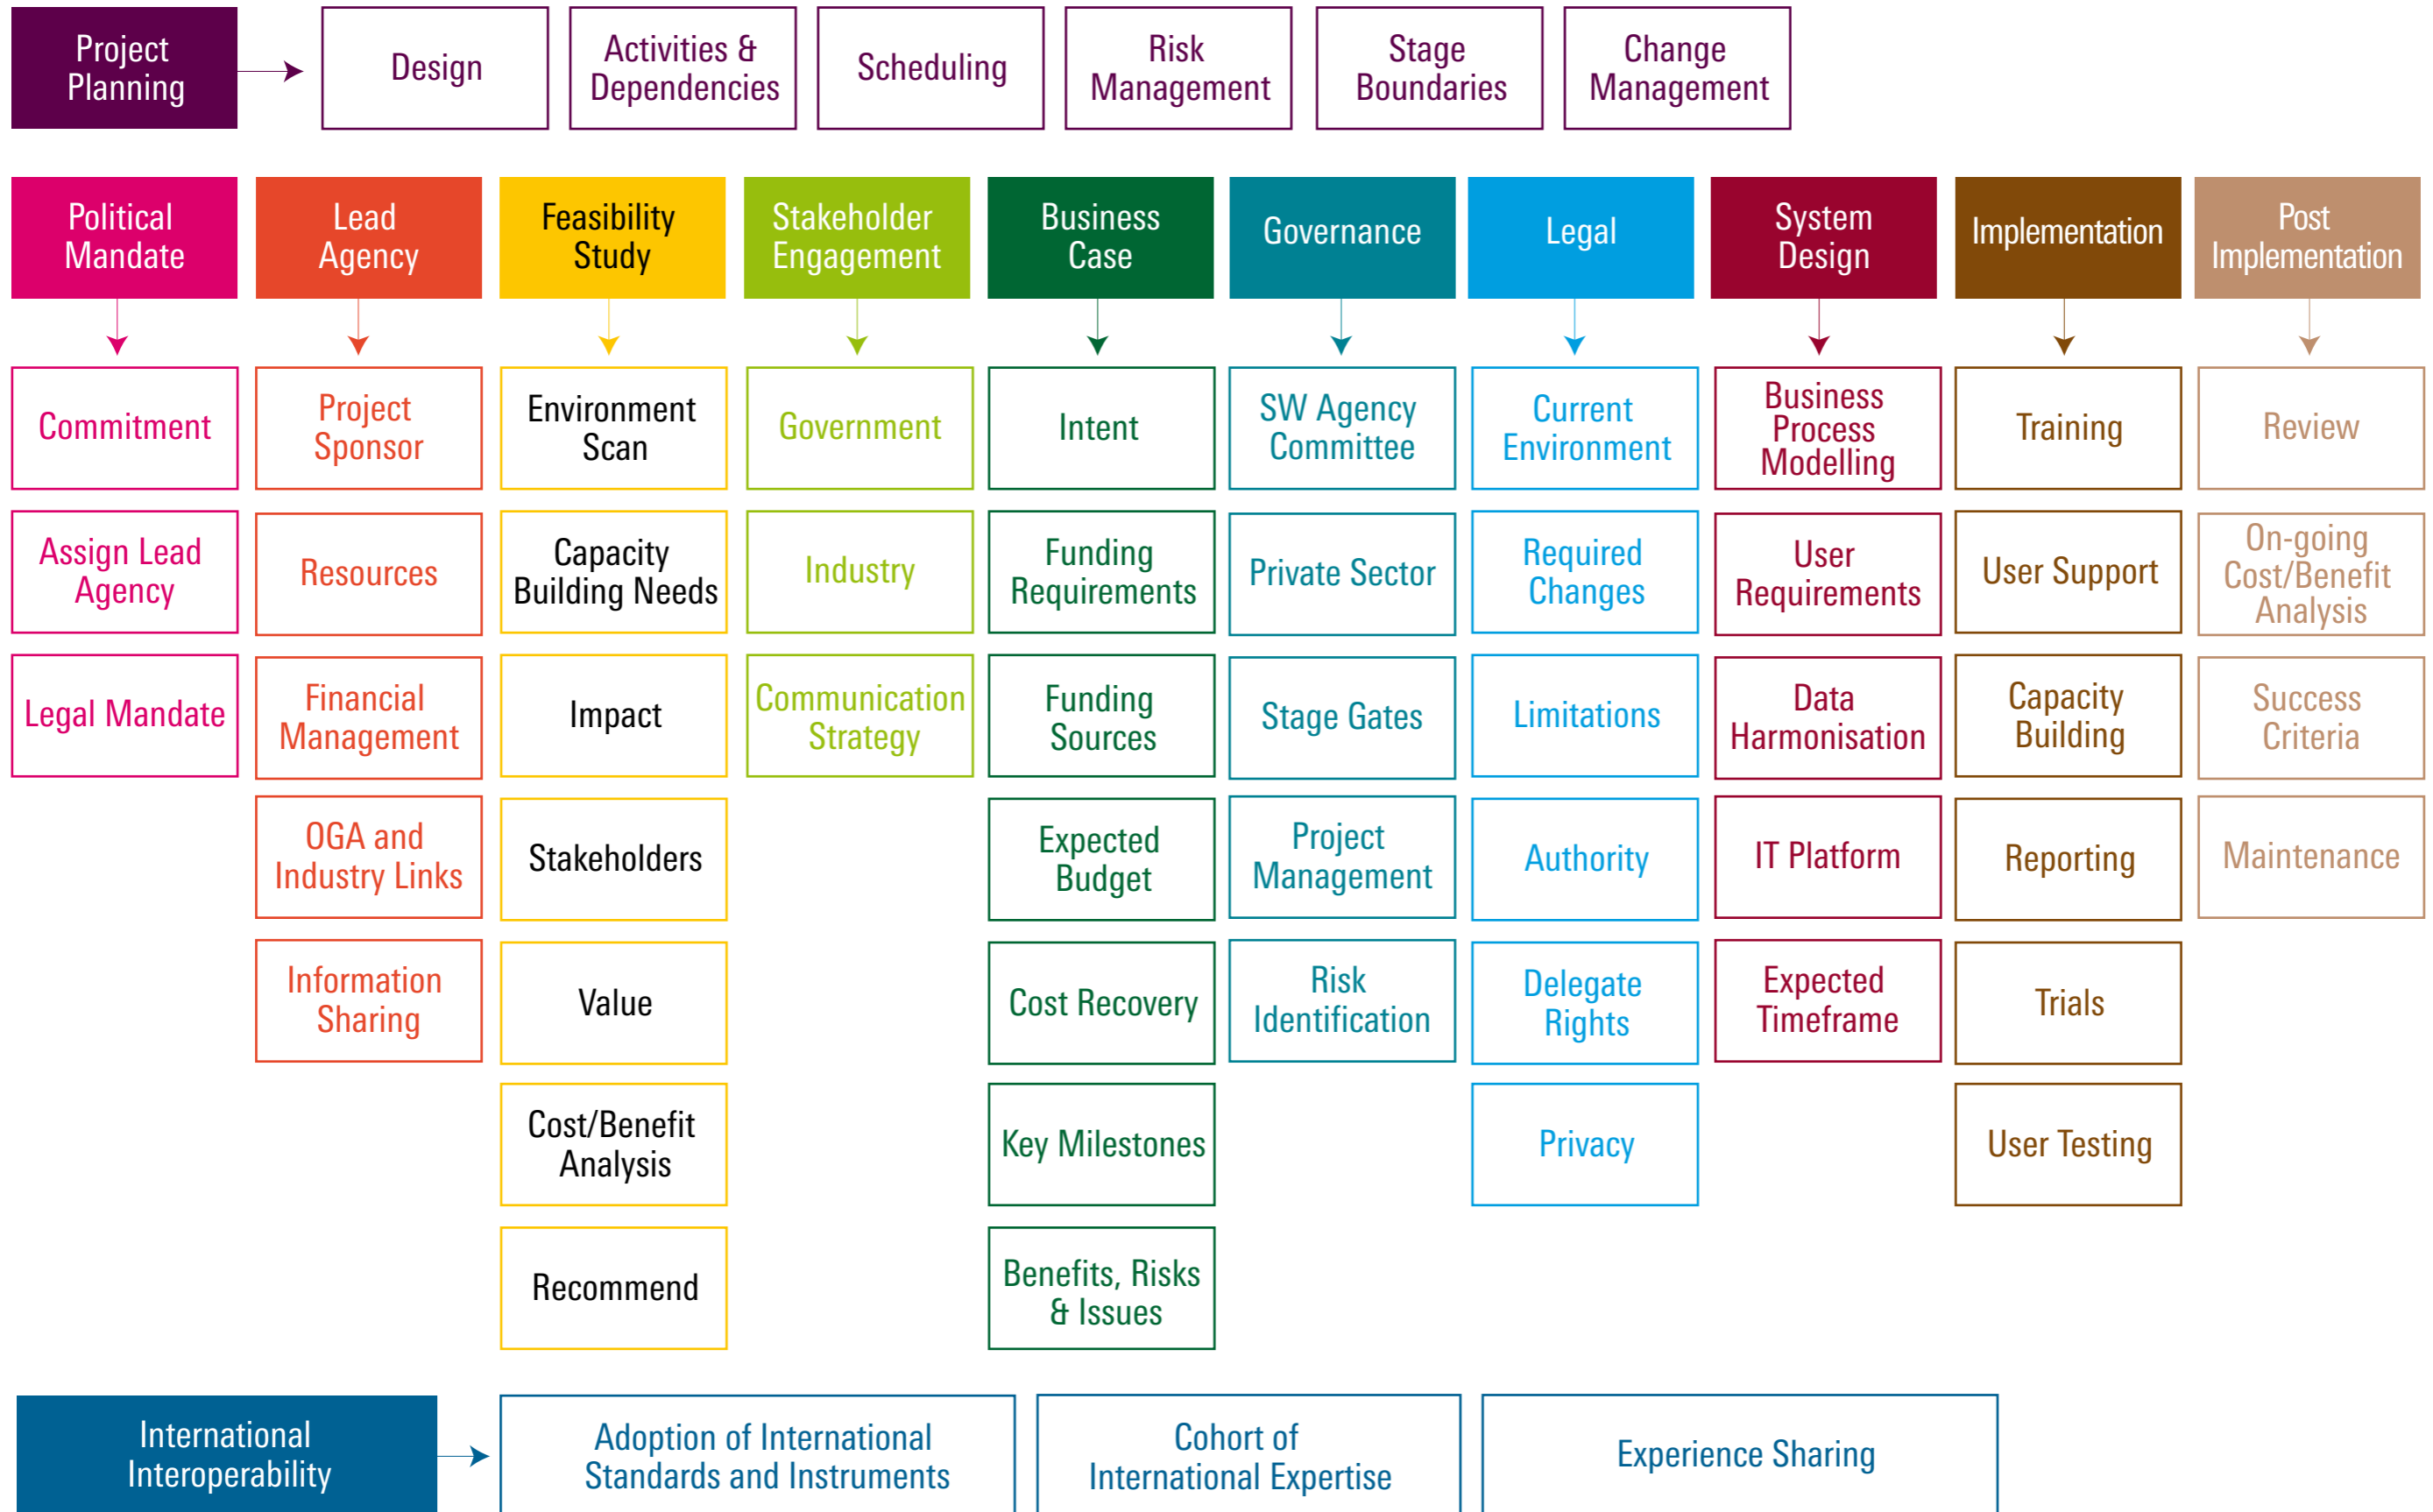 Project
Planning
Design
Activities &
Dependencies
Scheduling
Risk
Management
Stage
Boundaries
Change
Management
Political
Mandate
Commitment
Assign Lead
Agency
Legal Mandate
Lead
Agency
Project
Sponsor
Resources
Financial
Management
OGA and
Industry Links
Information
Sharing
Feasibility
Study
Environment
Scan
Capacity
Building Needs
Impact
Stakeholders
Value
Cost/Benefit
Analysis
Recommend
Stakeholder
Engagement
Government
Industry
Communication
Strategy
Business
Case
Intent
Funding
Requirements
Funding
Sources
Expected
Budget
Cost Recovery
Key Milestones
Benefits, Risks
& Issues
Governance
SW Agency
Committee
Private Sector
Stage Gates
Project
Management
Risk
Identification
Legal
Current
Environment
Required
Changes
Limitations
Authority
Delegate
Rights
Privacy
System
Design
Business
Process
Modelling
User
Requirements
Data
Harmonisation
IT Platform
Expected
Timeframe
Implementation
Training
User Support
Capacity
Building
Reporting
Trials
User Testing
Post
Implementation
Review
On-going
Cost/Benefit
Analysis
Success
Criteria
Maintenance
International
Interoperability
Adoption of International
Standards and Instruments
Cohort of
International Expertise
Experience Sharing